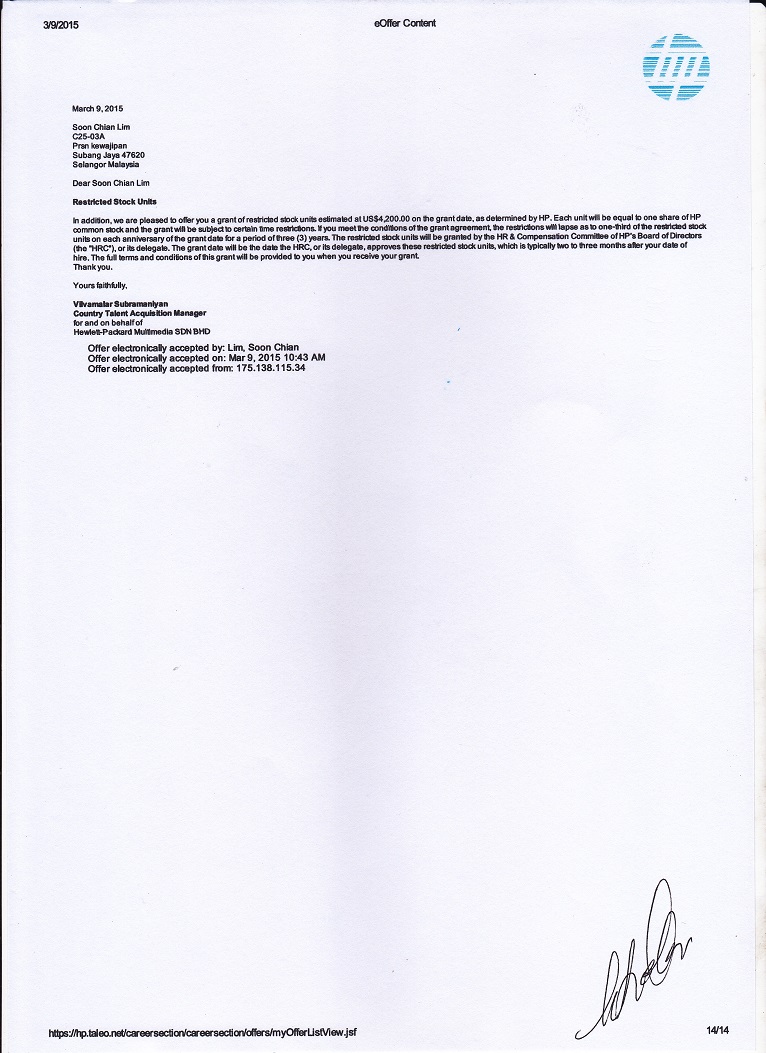 3/9/2015
eOffer Content
hp
March 9, 2015
Soon Chian Lim
C25-03A
Prsn kewajipan
Subang Jaya 47620
Selangor Malaysia
Dear Soon Chian Lim
Restricted Stock Units
In addition, we are pleased to offer you a grant of restricted stock units estimated at US$4,200.00 on the grant date, as determined by HP. Each unit will be equal to one share of HP
common stock and the grant will be subject to certain time restrictions. If you meet the conditions of the grant agreement, the restrictions will lapse as to one-third of the restricted stock
units on each anniversary of the grant date for a period of three (3) years. The restricted stock units will be granted by the HR & Compensation Committee of HP's Board of Directors
(the "HRC"), or its delegate. The grant date will be the date the HRC, or its delegate, approves these restricted stock units, which is typically two to three months after your date of
hire. The full terms and conditions of this grant will be provided to you when you receive your grant.
Thank you.
Yours faithfully,
Vilvamalar Subramaniyan
Country Talent Acquisition Manager
for and on behalf of
Hewlett-Packard Multimedia SDN BHD
Offer electronically accepted by: Lim, Soon Chian
Offer electronically accepted on: Mar 9, 2015 10:43 AM
Offer electronically accepted from: 175.138.115.34
https://hp.taleo.net/careersection/careersection/offers/myOfferListView.jsf
14/14